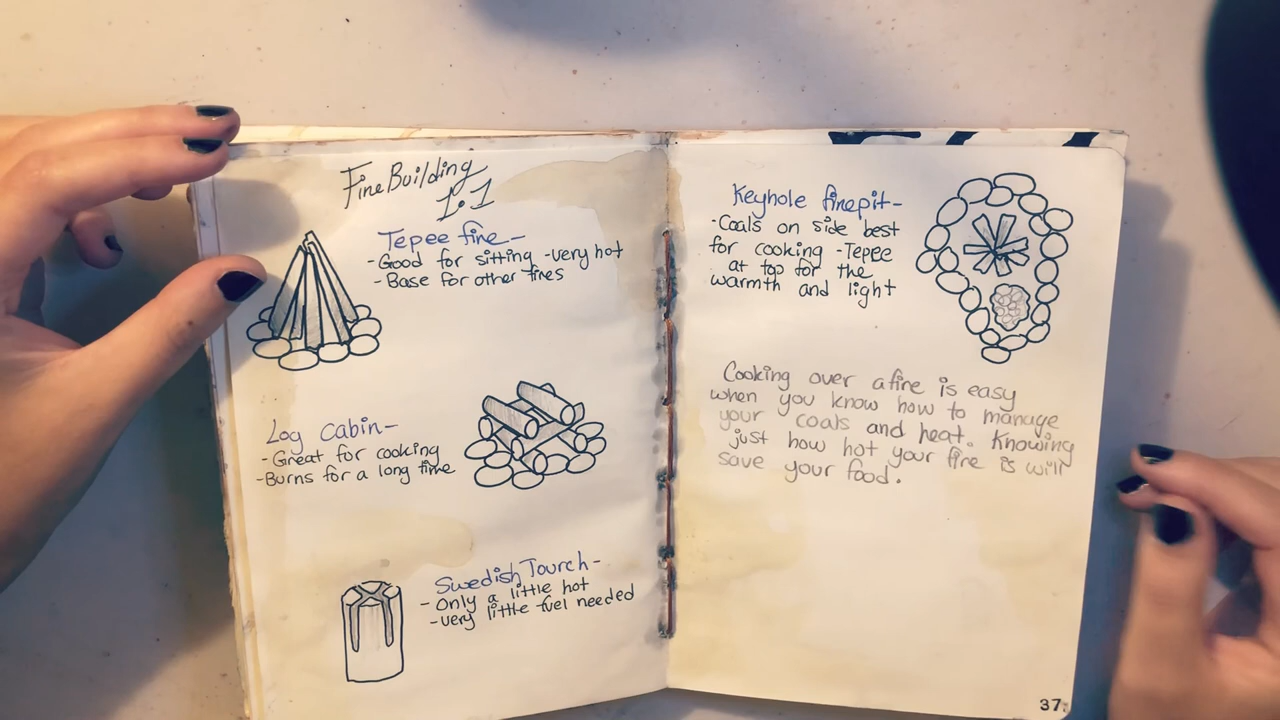 Fire Building
1.1
Tepee fire-
- Good for sitting -very hot
- Base for other fires
Log cabin-
- Great for cooking
- Burns for a long time
Swedish Tourch-
- Only a little hot
- very little fuel needed
Keyhole firepit-
- Coals on side best
for cooking - Tepee
at top for the
warmth and light
Cooking over a fire is easy
when you know how to manage
your coals and heat. Knowing
just how hot your fire is will
save your food.
37